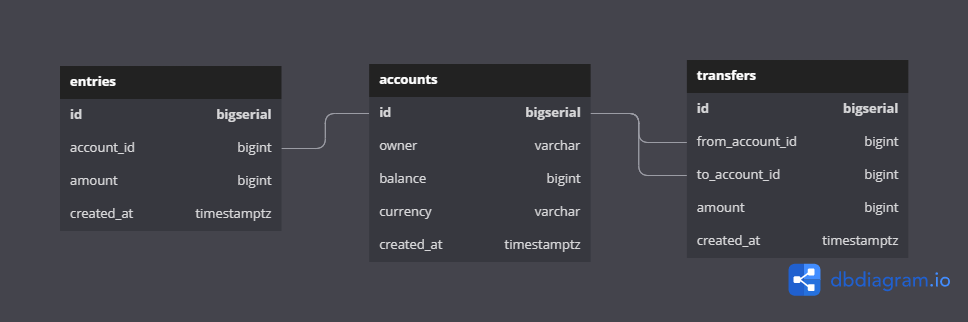 entries
id bigserial
account_id bigint
amount bigint
created_at timestamptz
accounts
id bigserial
owner varchar
balance bigint
currency varchar
created_at timestamptz
transfers
id bigserial
from_account_id bigint
to_account_id bigint
amount bigint
created_at timestamptz
dbdiagram.io